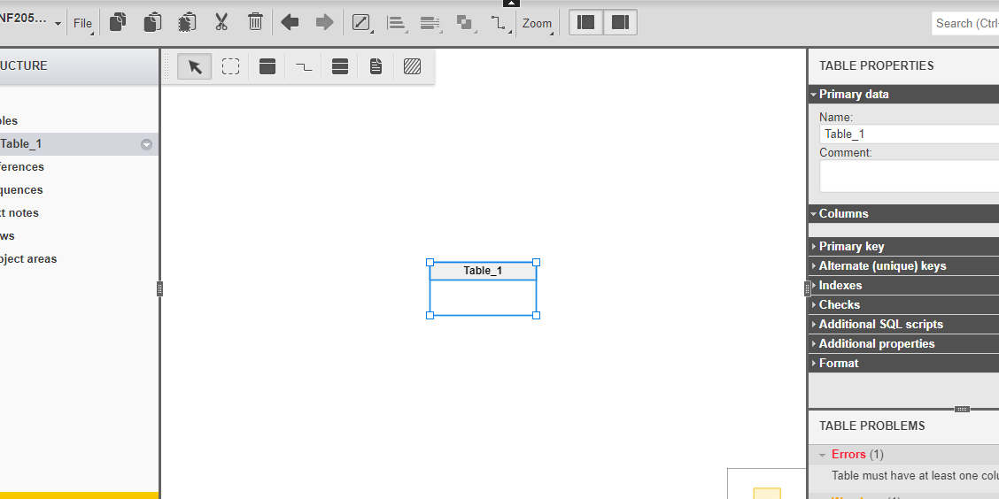 NF205...
File
Zoom
Search (Ctrl-
UCTURE
TABLE PROPERTIES
Primary data
Name:
Table_1
Comment:
Columns
Primary key
Alternate (unique) keys
Indexes
Checks
Additional SQL scripts
Additional properties
Format
TABLE PROBLEMS
Errors (1)
Table must have at least one colu
bles
Table_1
ferences
quences
xt notes
ws
bject areas
Table_1